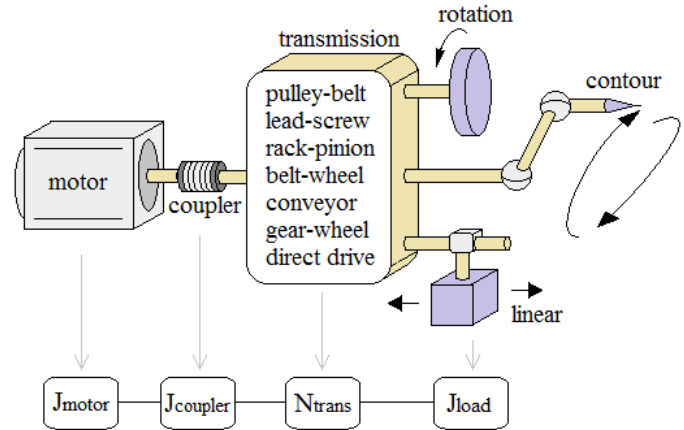 rotation
transmission
contour
pulley-belt
lead-screw
rack-pinion
belt-wheel
conveyor
gear-wheel
direct drive
motor
coupler
linear
Jmotor
Jcoupler
Ntrans
Jload